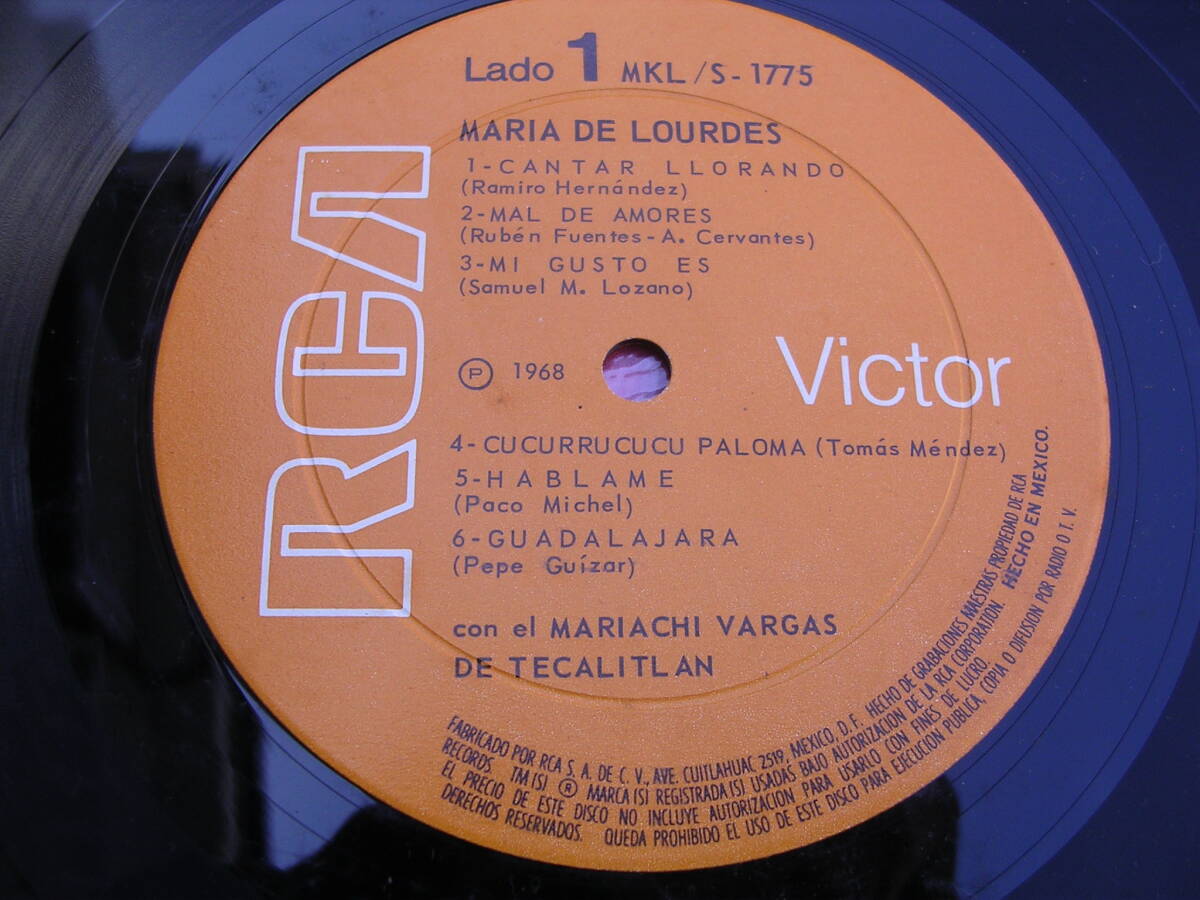 Lado 1 MKL/S-1775
MARIA DE LOURDES
1-CANTAR LLORANDO
(Ramiro Hernández)
2-MAL DE AMORES
(Rubén Fuentes-A. Cervantes)
3-MI GUSTO ES
(Samuel M. Lozano)
RCA
℗ 1968
Victor
4-CUCURRUCUCU PALOMA (Tomás Méndez)
5-HABLAME
(Paco Michel)
6-GUADALAJARA
(Pepe Guízar)
con el MARIACHI VARGAS
DE TECALITLAN
FABRICADO POR RCA S. A. DE C. V., AVE. CUITLAHUAC 2519, MEXICO, D. F. HECHO DE GRABACIONES MAESTRAS PROPIEDAD DE RCA
RECORDS TM(S) ® MARCA(S) REGISTRADA(S) USADAS BAJO AUTORIZACION DE LA RCA CORPORATION. HECHO EN MEXICO.
EL PRECIO DE ESTE DISCO NO INCLUYE AUTORIZACION PARA USARLO CON FINES DE LUCRO.
DERECHOS RESERVADOS. QUEDA PROHIBIDO EL USO DE ESTE DISCO PARA EJECUCION PUBLICA, COPIA O DIFUSION POR RADIO O T. V.